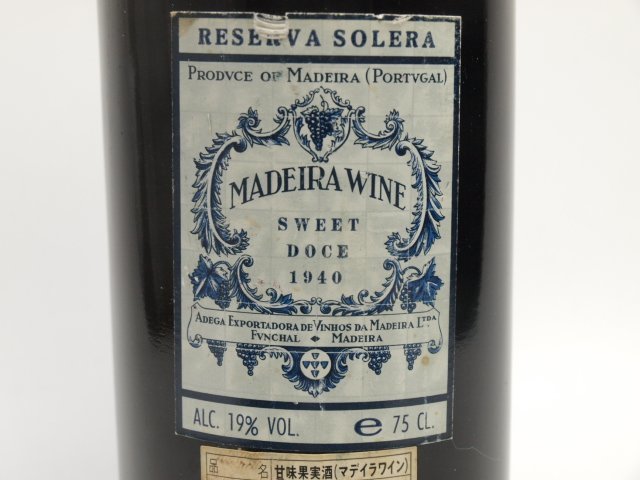 RESERVA SOLERA
PRODVCE OF MADEIRA (PORTVGAL)
MADEIRA WINE
SWEET
DOCE
1940
ADEGA EXPORTADORA DE VINHOS DA MADEIRA LTDA
FVNCHAL MADEIRA
ALC. 19% VOL. e 75 CL.
品 名 甘味果実酒(マデイラワイン)